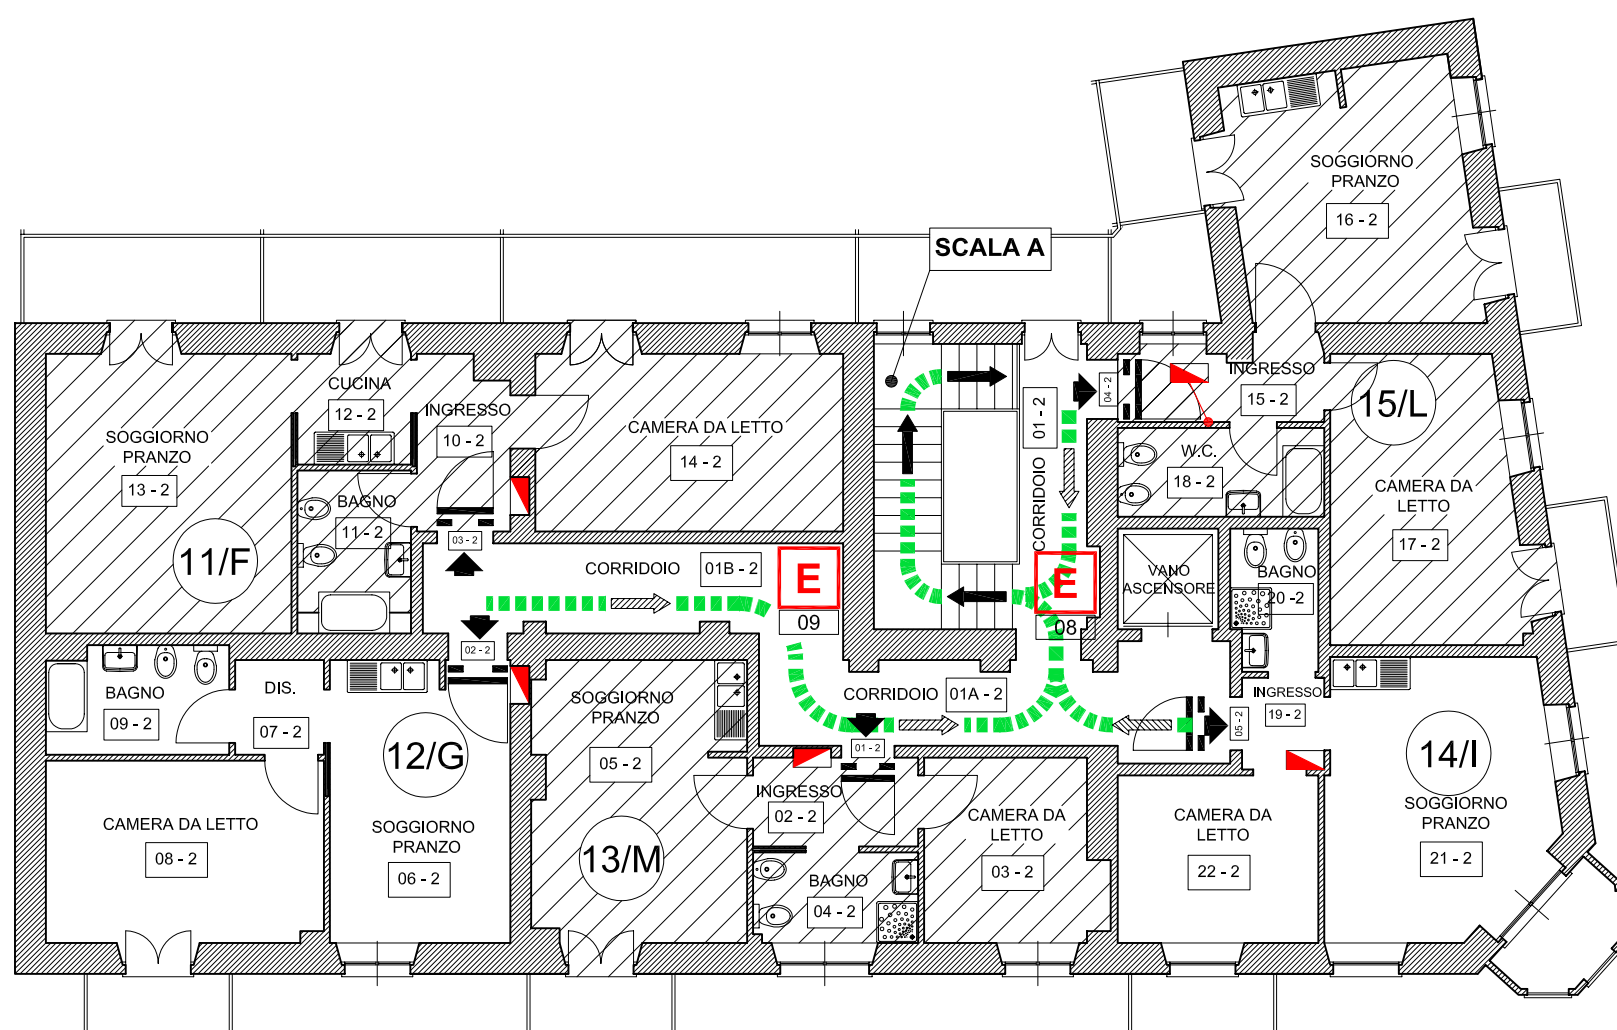 SOGGIORNO
PRANZO
16 - 2
SCALA A
CUCINA
12 - 2
INGRESSO
10 - 2
SOGGIORNO
PRANZO
13 - 2
11/F
BAGNO
11 - 2
03 - 2
CAMERA DA LETTO
14 - 2
CORRIDOIO
01 - 2
04 - 2
INGRESSO
15 - 2
15/L
W.C.
18 - 2
CAMERA DA
LETTO
17 - 2
CORRIDOIO
01B - 2
E
09
E
08
VANO
ASCENSORE
BAGNO
20 - 2
02 - 2
BAGNO
09 - 2
DIS.
07 - 2
12/G
SOGGIORNO
PRANZO
06 - 2
CAMERA DA LETTO
08 - 2
SOGGIORNO
PRANZO
05 - 2
13/M
CORRIDOIO
01A - 2
01 - 2
INGRESSO
02 - 2
BAGNO
04 - 2
CAMERA DA
LETTO
03 - 2
INGRESSO
19 - 2
05 - 2
CAMERA DA
LETTO
22 - 2
14/I
SOGGIORNO
PRANZO
21 - 2